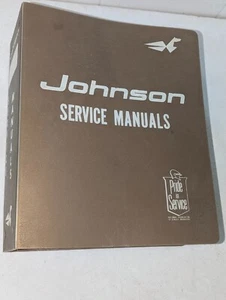 Johnson
SERVICE MANUALS
Pride
in
Service